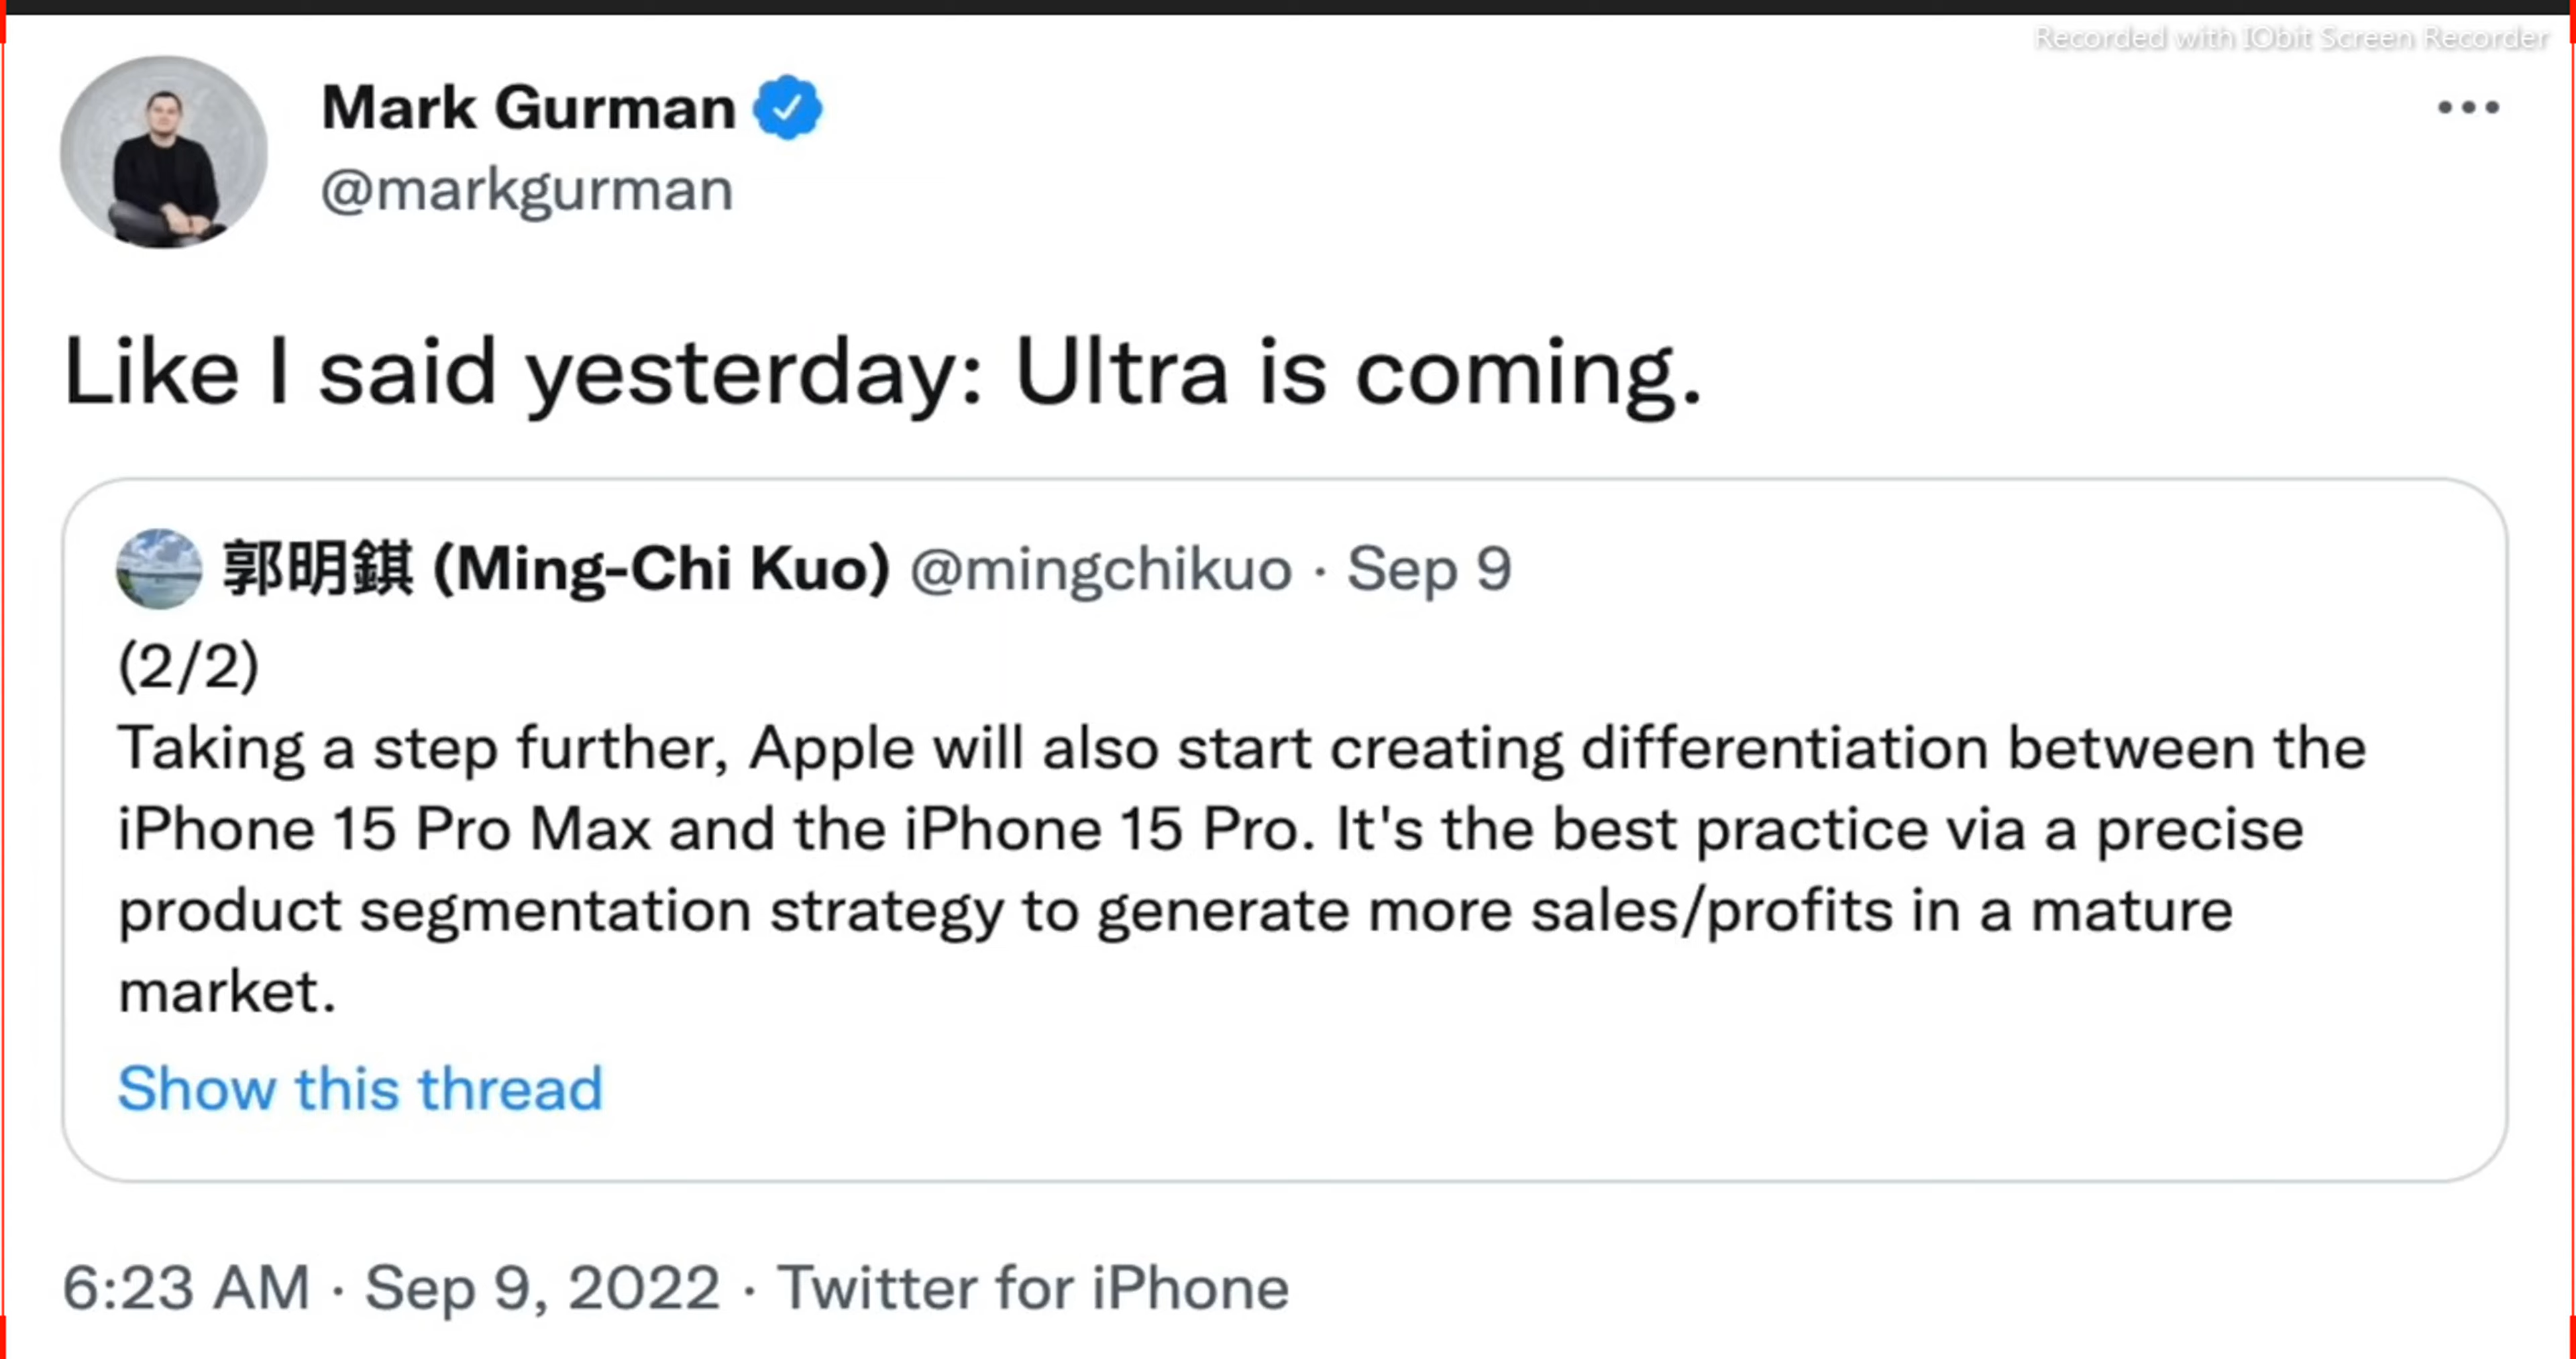 Recorded with IObit Screen Recorder
Mark Gurman
@markgurman
Like I said yesterday: Ultra is coming.
郭明錤 (Ming-Chi Kuo) @mingchikuo · Sep 9
(2/2)
Taking a step further, Apple will also start creating differentiation between the
iPhone 15 Pro Max and the iPhone 15 Pro. It's the best practice via a precise
product segmentation strategy to generate more sales/profits in a mature
market.
Show this thread
6:23 AM · Sep 9, 2022 · Twitter for iPhone